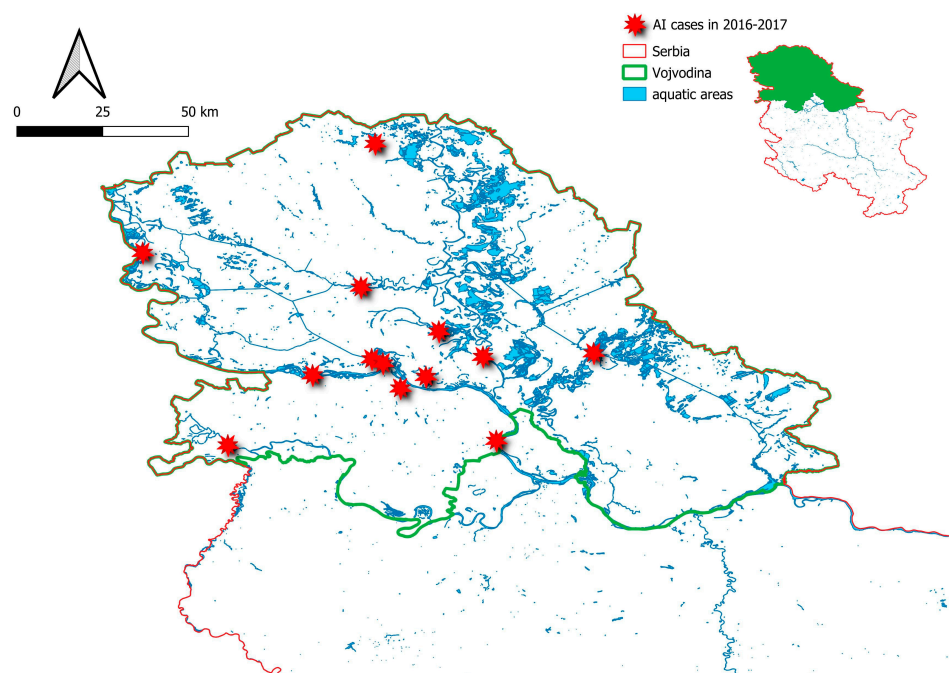 AI cases in 2016-2017
Serbia
Vojvodina
aquatic areas
0 25 50 km